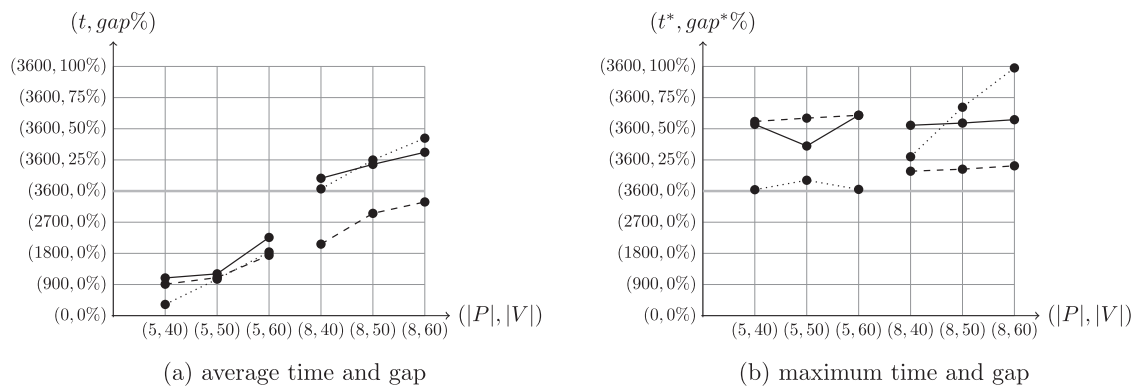 (t, gap%)
(3600, 100%)
(3600, 75%)
(3600, 50%)
(3600, 25%)
(3600, 0%)
(2700, 0%)
(1800, 0%)
(900, 0%)
(0, 0%)
(5, 40) (5, 50) (5, 60) (8, 40) (8, 50) (8, 60)
(|P|, |V|)
(a) average time and gap
(t*, gap*%)
(3600, 100%)
(3600, 75%)
(3600, 50%)
(3600, 25%)
(3600, 0%)
(2700, 0%)
(1800, 0%)
(900, 0%)
(0, 0%)
(5, 40) (5, 50) (5, 60) (8, 40) (8, 50) (8, 60)
(|P|, |V|)
(b) maximum time and gap